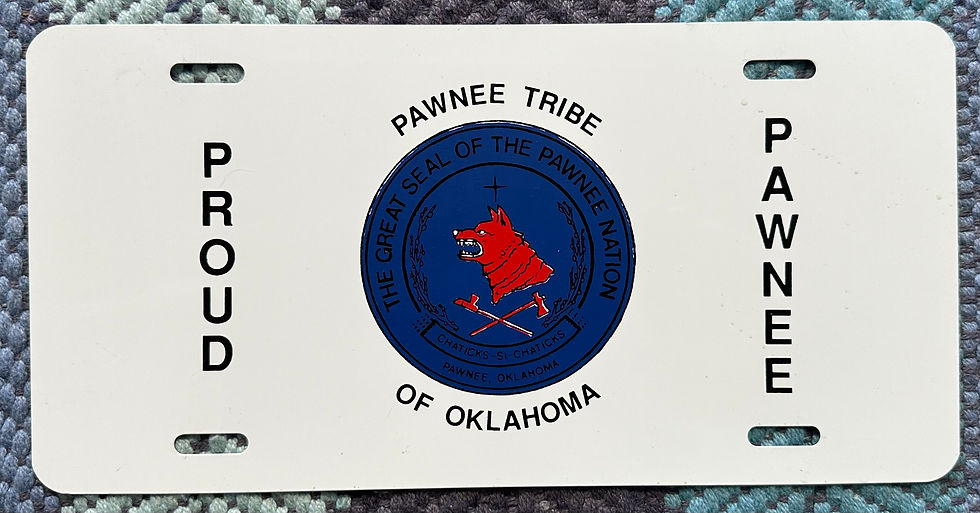 PROUD
PAWNEE TRIBE
THE GREAT SEAL OF THE PAWNEE NATION
CHATICKS-SI-CHATICKS
PAWNEE, OKLAHOMA
OF OKLAHOMA
PAWNEE